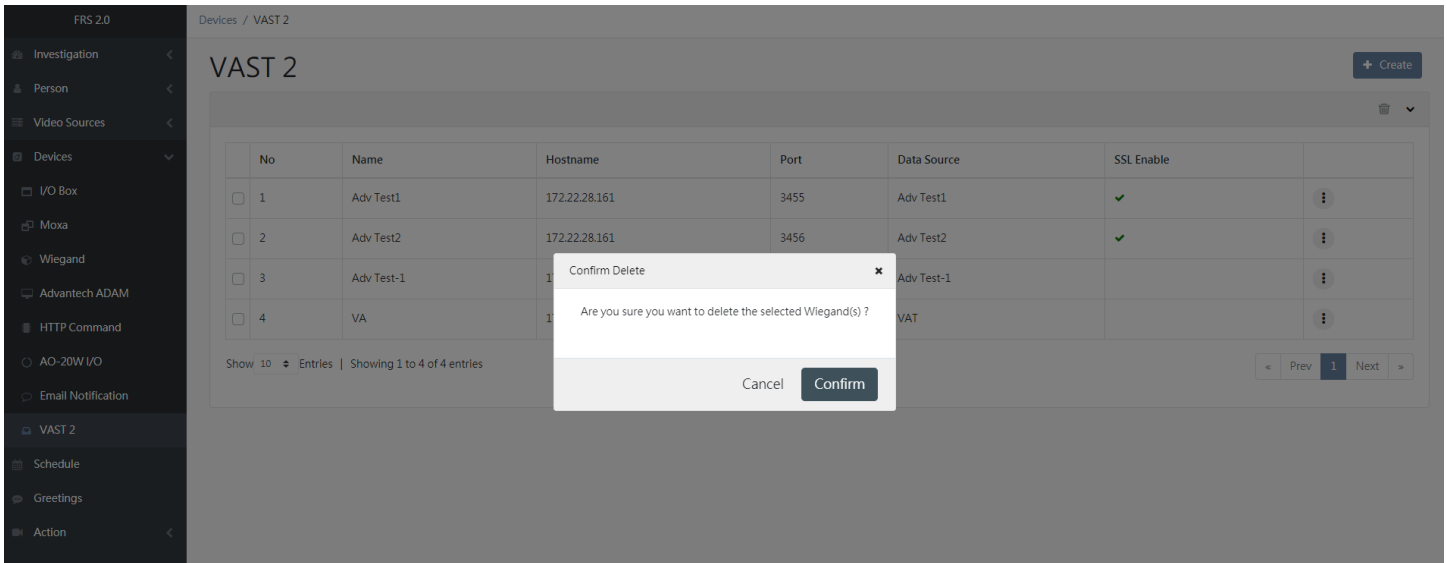 FRS 2.0
Investigation
Person
Video Sources
Devices
I/O Box
Moxa
Wiegand
Advantech ADAM
HTTP Command
AO-20W I/O
Email Notification
VAST 2
Schedule
Greetings
Action
Devices / VAST 2
VAST 2
+ Create
No Name Hostname Port Data Source SSL Enable
1 Adv Test1 172.22.28.161 3455 Adv Test1
2 Adv Test2 172.22.28.161 3456 Adv Test2
3 Adv Test-1 Adv Test-1
4 VA VAT
Show 10 Entries | Showing 1 to 4 of 4 entries
« Prev 1 Next »
Confirm Delete
Are you sure you want to delete the selected Wiegand(s) ?
Cancel Confirm